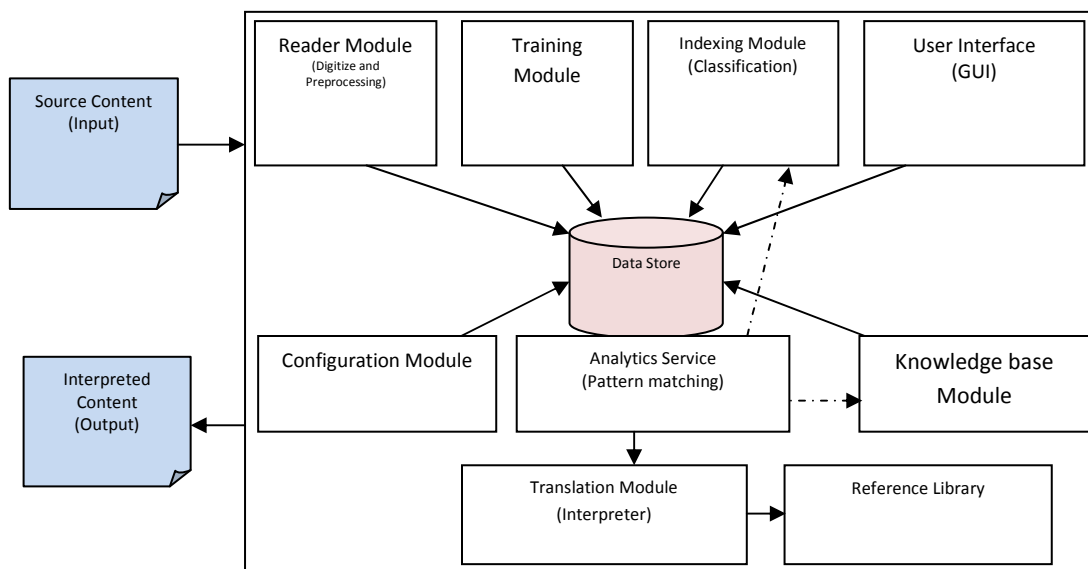 Reader Module
(Digitize and
Preprocessing)
Training
Module
Indexing Module
(Classification)
User Interface
(GUI)
Source Content
(Input)
Data Store
Configuration Module
Analytics Service
(Pattern matching)
Knowledge base
Module
Interpreted
Content
(Output)
Translation Module
(Interpreter)
Reference Library